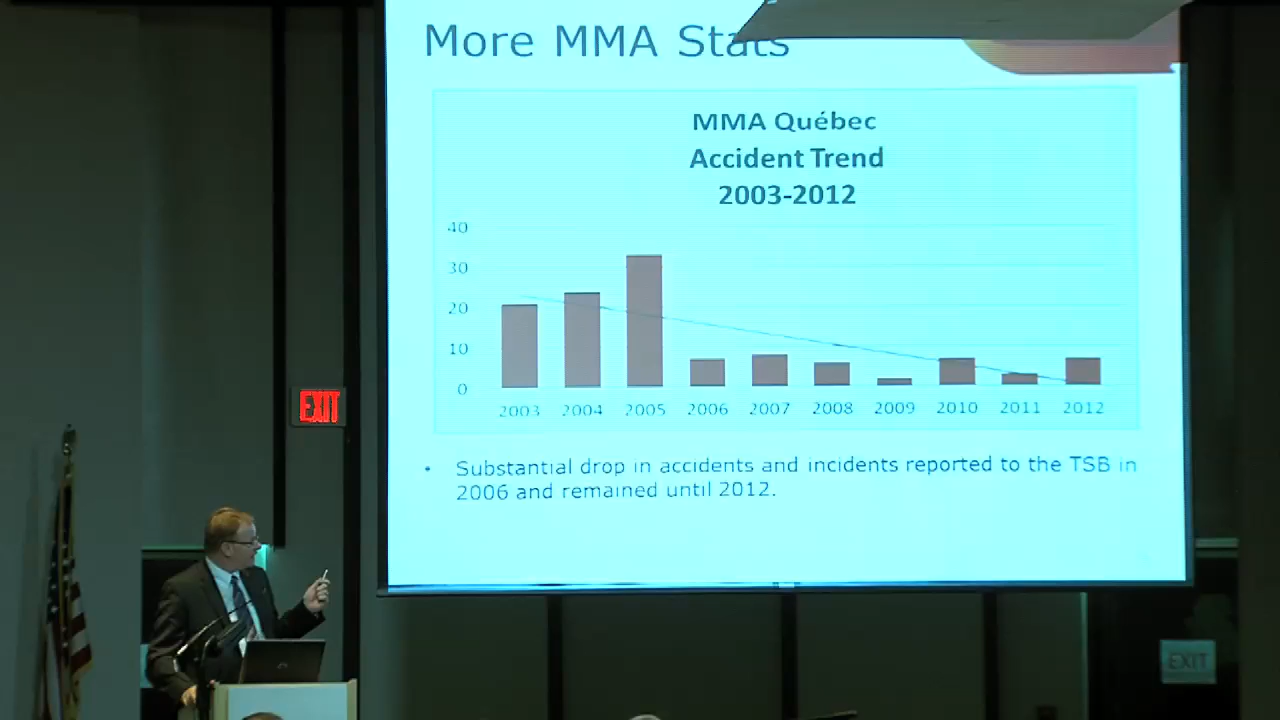 More MMA Stats
MMA Québec
Accident Trend
2003-2012
40
30
20
10
0
2003 2004 2005 2006 2007 2008 2009 2010 2011 2012
• Substantial drop in accidents and incidents reported to the TSB in
2006 and remained until 2012.
EXIT
EXIT